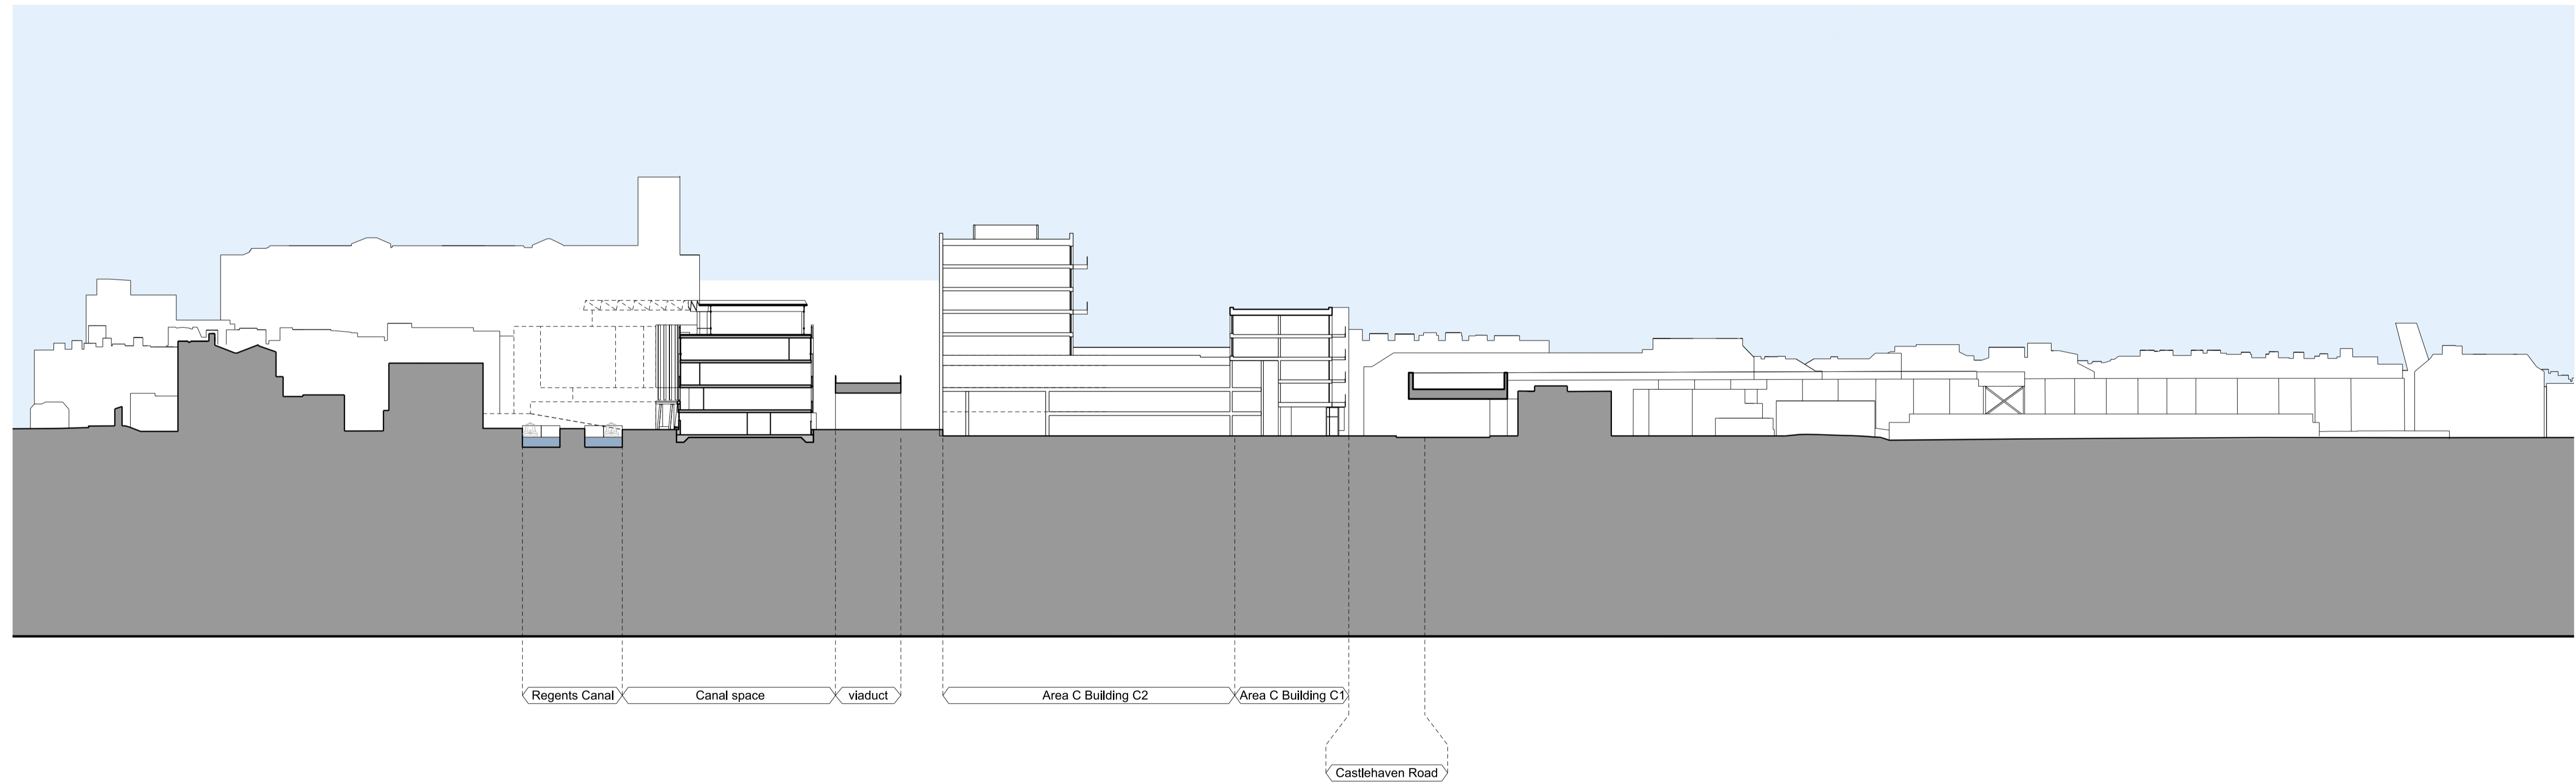 Regents Canal
Canal space
viaduct
Area C Building C2
Area C Building C1
Castlehaven Road